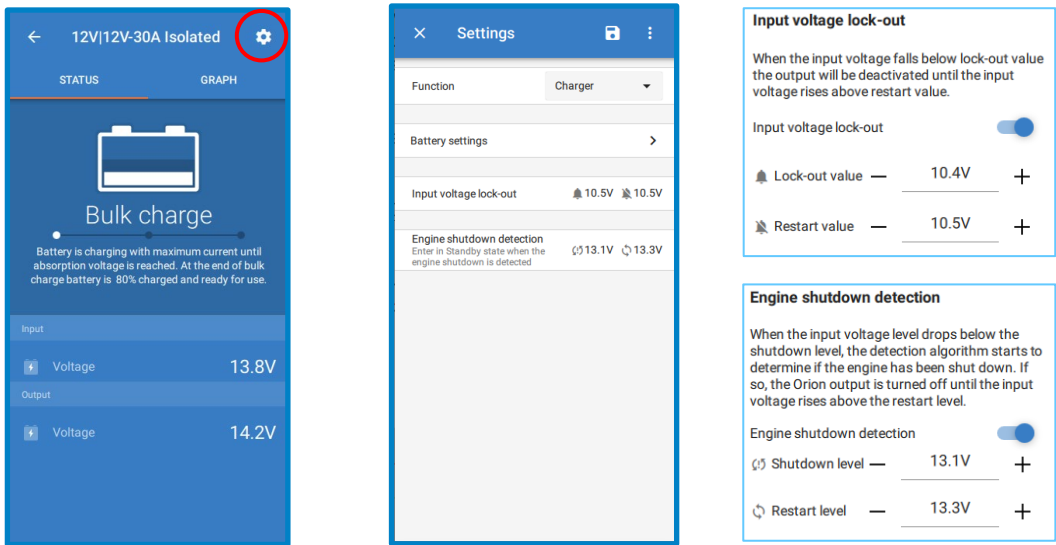 12V|12V-30A Isolated
STATUS GRAPH
Bulk charge
Battery is charging with maximum current until
absorption voltage is reached. At the end of bulk
charge battery is 80% charged and ready for use.
Input
Voltage 13.8V
Output
Voltage 14.2V
Settings
Function Charger
Battery settings
Input voltage lock-out 10.5V 10.5V
Engine shutdown detection
Enter in Standby state when the
engine shutdown is detected
13.1V 13.3V
Input voltage lock-out
When the input voltage falls below lock-out value
the output will be deactivated until the input
voltage rises above restart value.
Input voltage lock-out
Lock-out value — 10.4V +
Restart value — 10.5V +
Engine shutdown detection
When the input voltage level drops below the
shutdown level, the detection algorithm starts to
determine if the engine has been shut down. If
so, the Orion output is turned off until the input
voltage rises above the restart level.
Engine shutdown detection
Shutdown level — 13.1V +
Restart level — 13.3V +